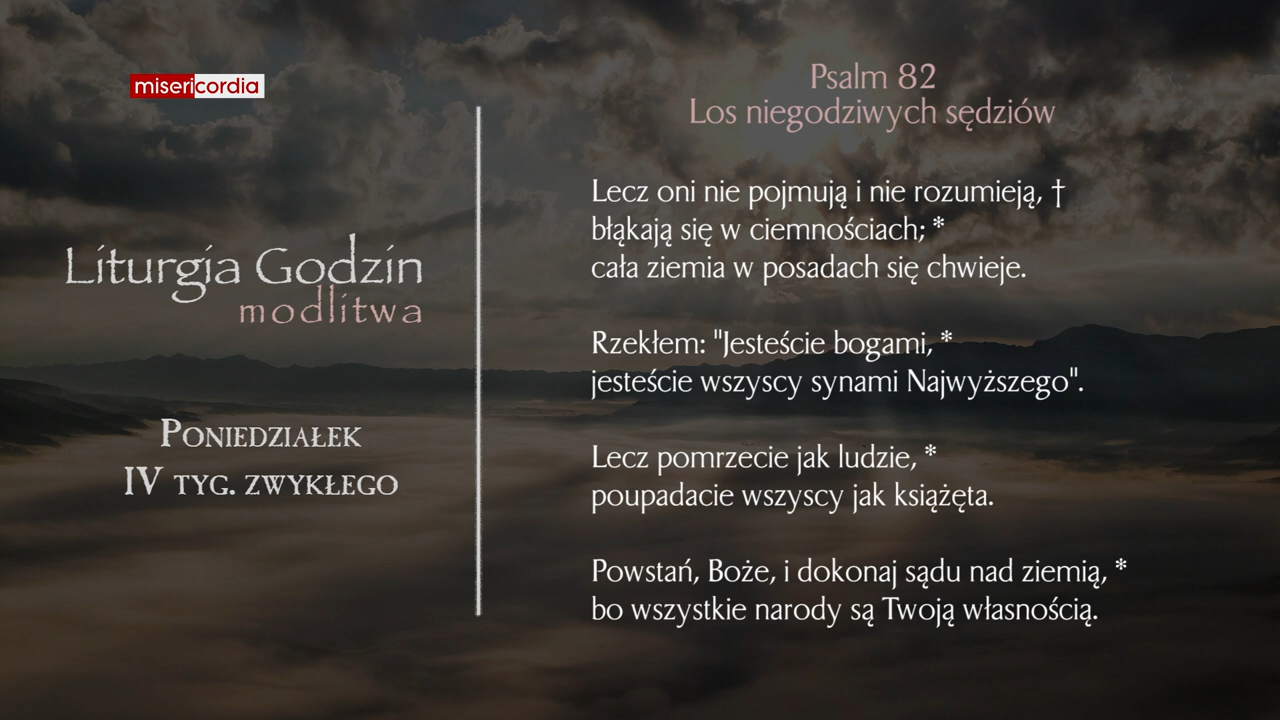 misericordia
Liturgia Godzin
modlitwa
Poniedziałek
IV tyg. zwykłego
Psalm 82
Los niegodziwych sędziów
Lecz oni nie pojmują i nie rozumieją, †
błąkają się w ciemnościach; *
cała ziemia w posadach się chwieje.
Rzekłem: "Jesteście bogami, *
jesteście wszyscy synami Najwyższego".
Lecz pomrzecie jak ludzie, *
poupadacie wszyscy jak książęta.
Powstań, Boże, i dokonaj sądu nad ziemią, *
bo wszystkie narody są Twoją własnością.